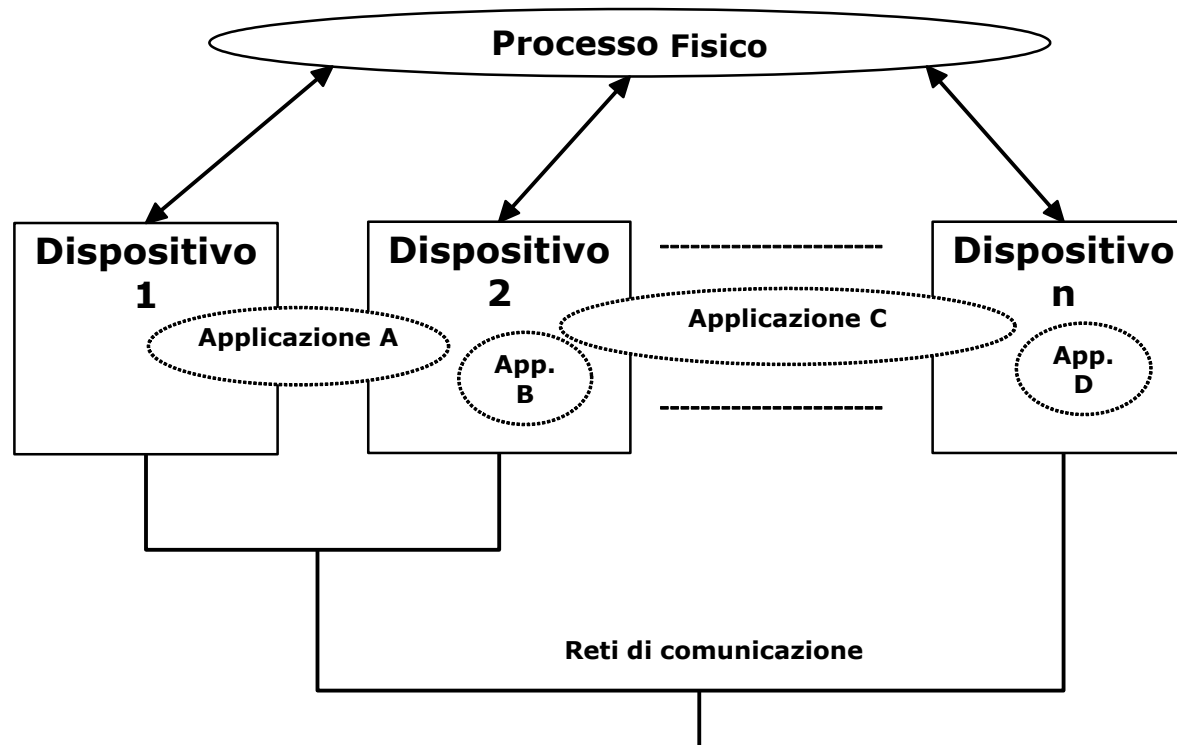 Processo Fisico
Dispositivo
1
Dispositivo
2
Dispositivo
n
Applicazione A
Applicazione C
App.
B
App.
D
Reti di comunicazione